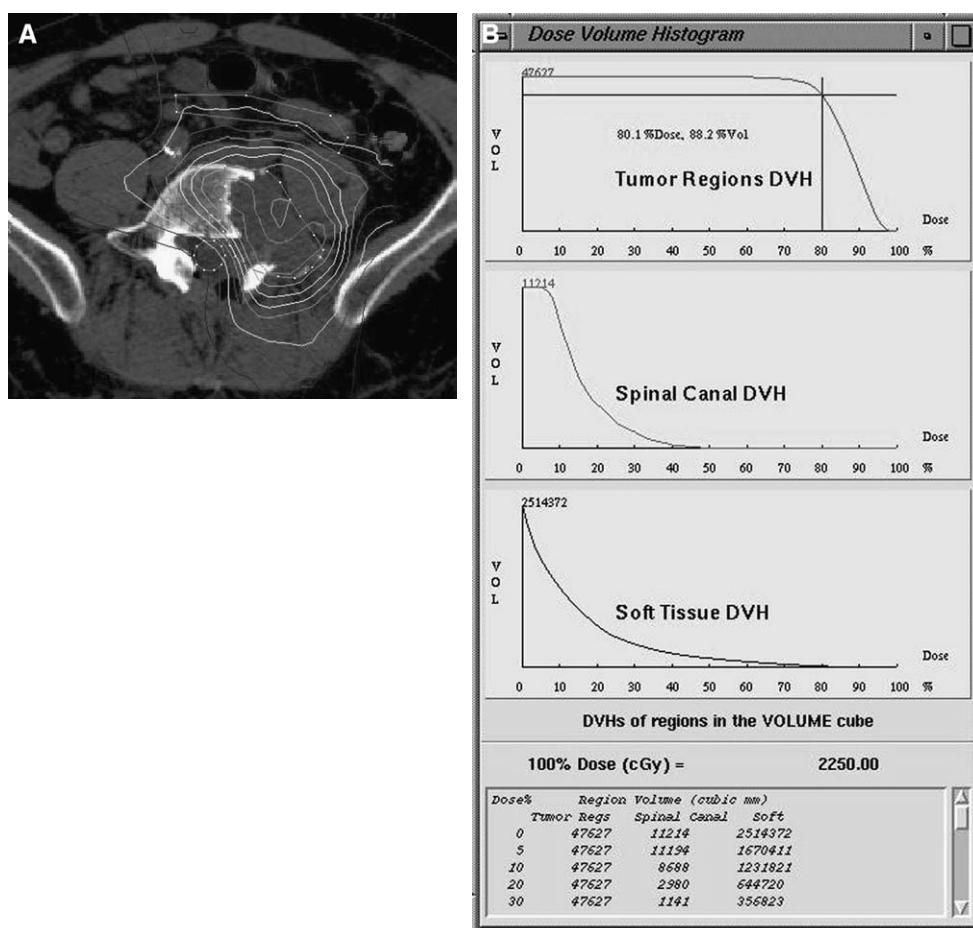 A
B
Dose Volume Histogram
47627
V
O
L
80.1 %Dose, 88.2 %Vol
Tumor Regions DVH
Dose
0 10 20 30 40 50 60 70 80 90 100 %
11214
V
O
L
Spinal Canal DVH
Dose
0 10 20 30 40 50 60 70 80 90 100 %
2514372
V
O
L
Soft Tissue DVH
Dose
0 10 20 30 40 50 60 70 80 90 100 %
DVHs of regions in the VOLUME cube
100% Dose (cGy) = 2250.00
Dose% Region Volume (cubic mm)
Tumor Regs Spinal Canal Soft
0 47627 11214 2514372
5 47627 11194 1670411
10 47627 8688 1231821
20 47627 2980 644720
30 47627 1141 356823